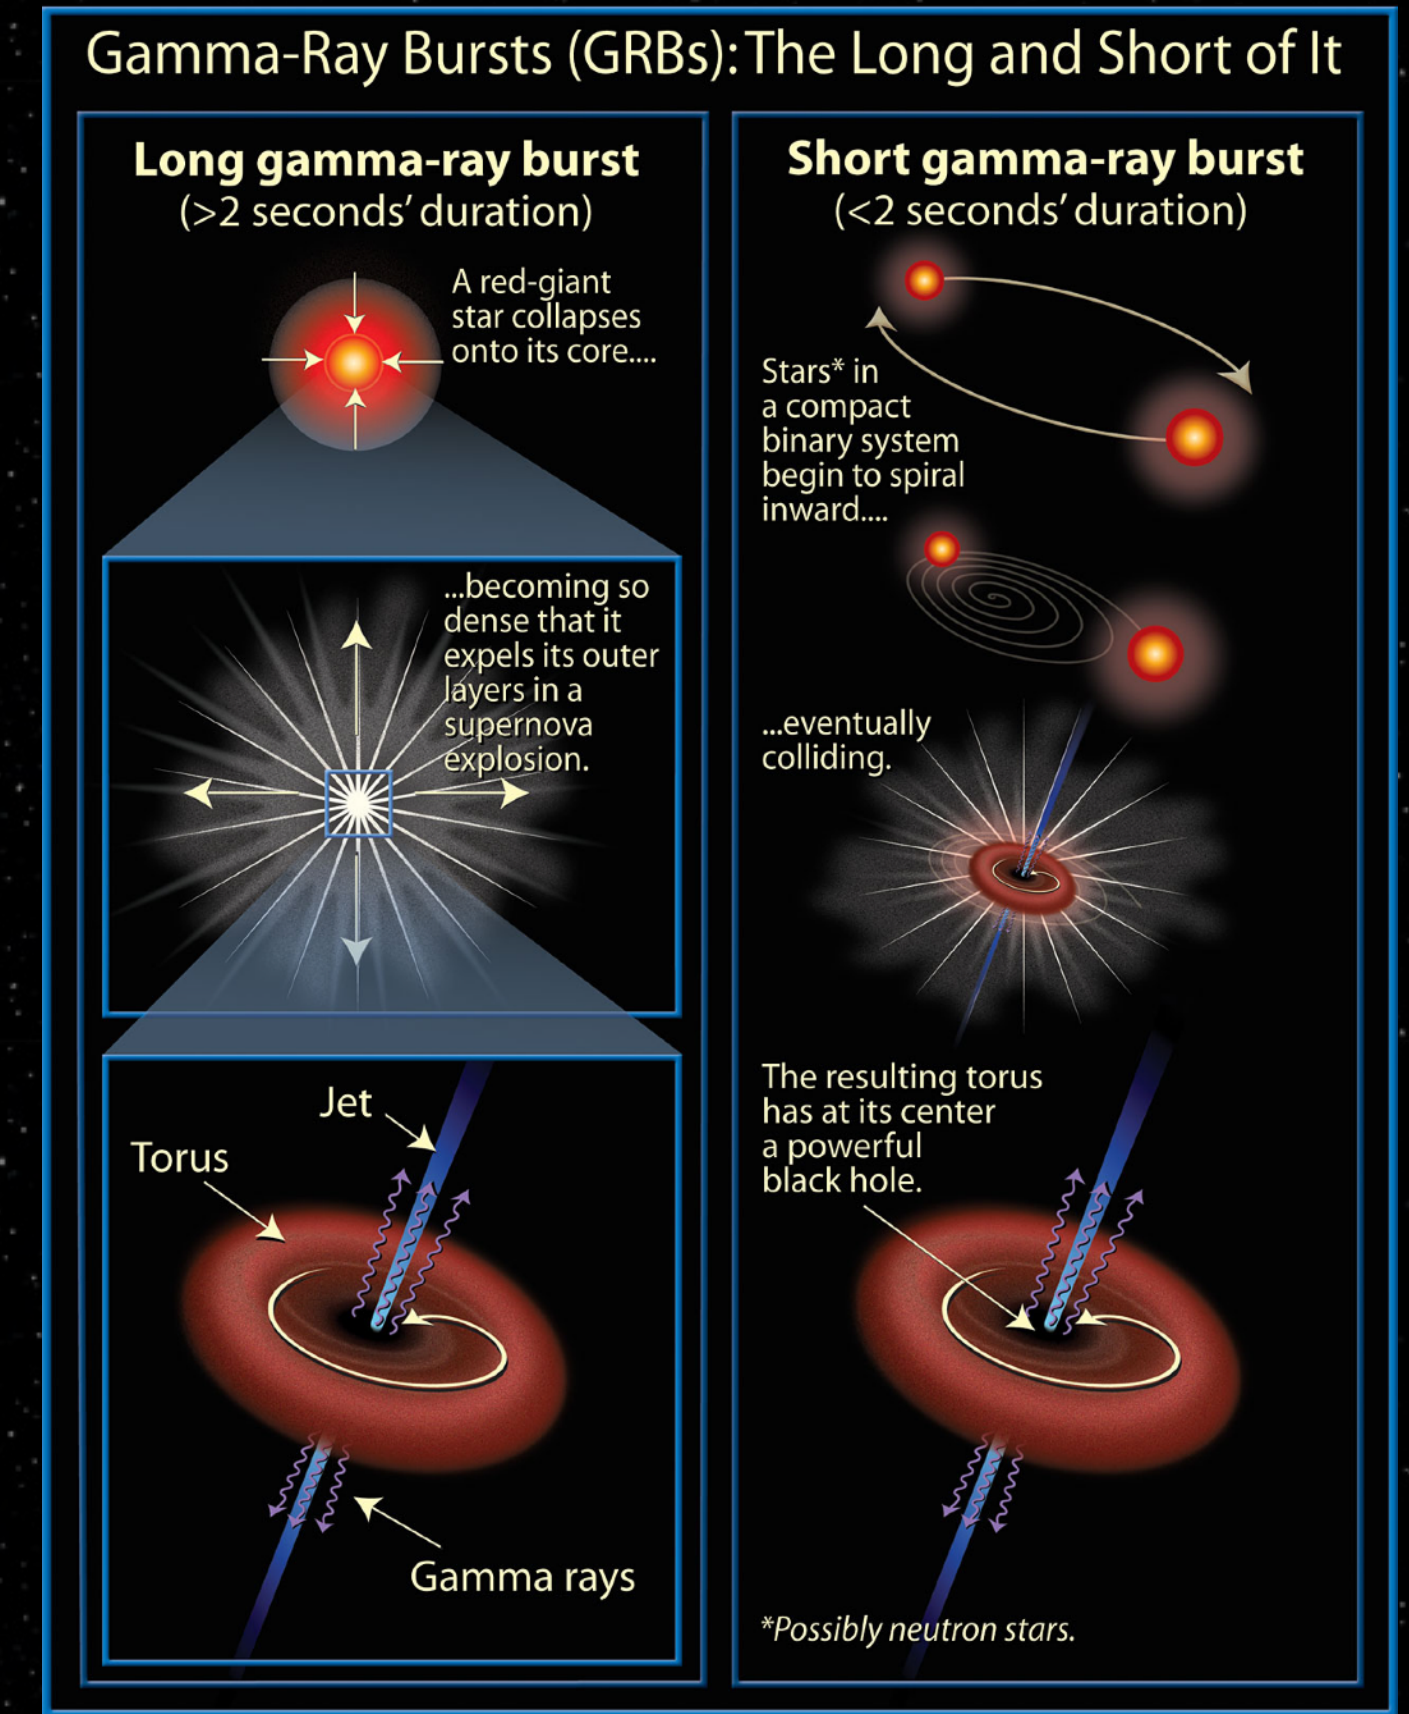 Gamma-Ray Bursts (GRBs): The Long and Short of It
Long gamma-ray burst
(>2 seconds’ duration)
A red-giant
star collapses
onto its core....
...becoming so
dense that it
expels its outer
layers in a
supernova
explosion.
Jet
Torus
Gamma rays
Short gamma-ray burst
(<2 seconds’ duration)
Stars* in
a compact
binary system
begin to spiral
inward....
...eventually
colliding.
The resulting torus
has at its center
a powerful
black hole.
*Possibly neutron stars.